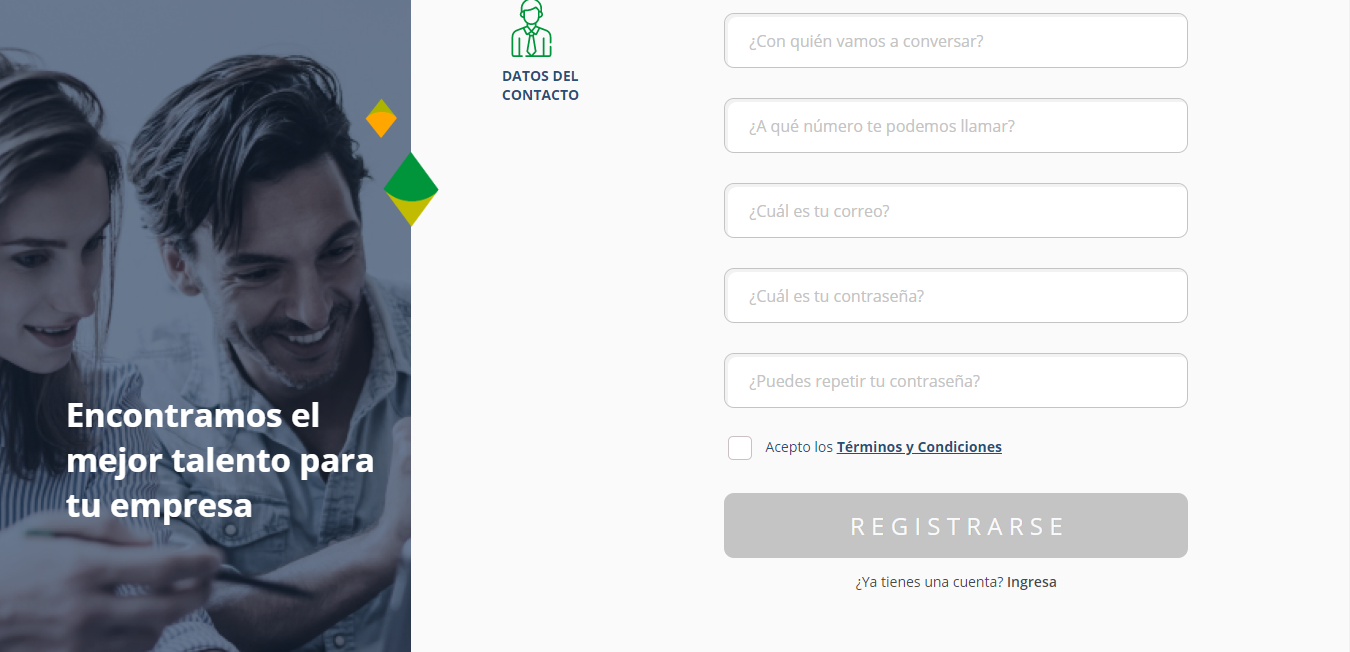 Encontramos el
mejor talento para
tu empresa
DATOS DEL
CONTACTO
¿Con quién vamos a conversar?
¿A qué número te podemos llamar?
¿Cuál es tu correo?
¿Cuál es tu contraseña?
¿Puedes repetir tu contraseña?
Acepto los Términos y Condiciones
REGISTRARSE
¿Ya tienes una cuenta? Ingresa